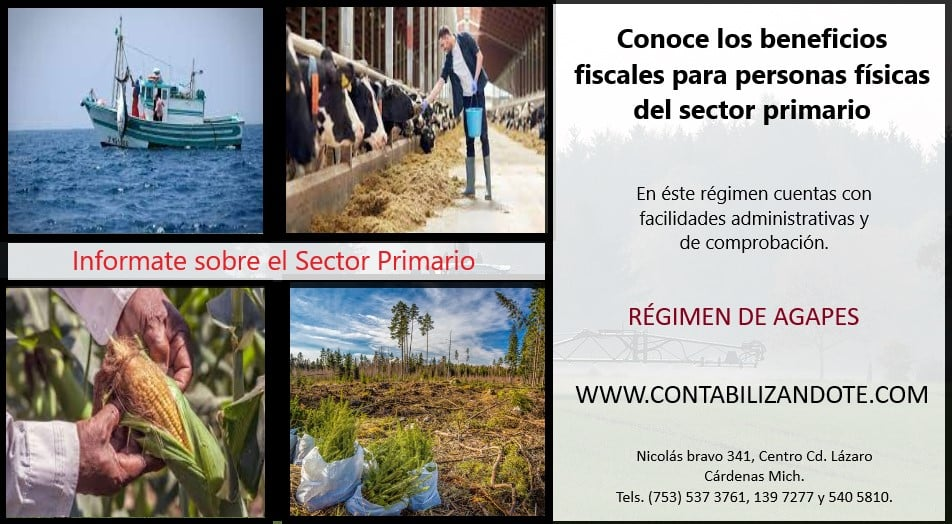 Informate sobre el Sector Primario
Conoce los beneficios
fiscales para personas físicas
del sector primario
En éste régimen cuentas con
facilidades administrativas y
de comprobación.
RÉGIMEN DE AGAPES
WWW.CONTABILIZANDOTE.COM
Nicolás bravo 341, Centro Cd. Lázaro
Cárdenas Mich.
Tels. (753) 537 3761, 139 7277 y 540 5810.